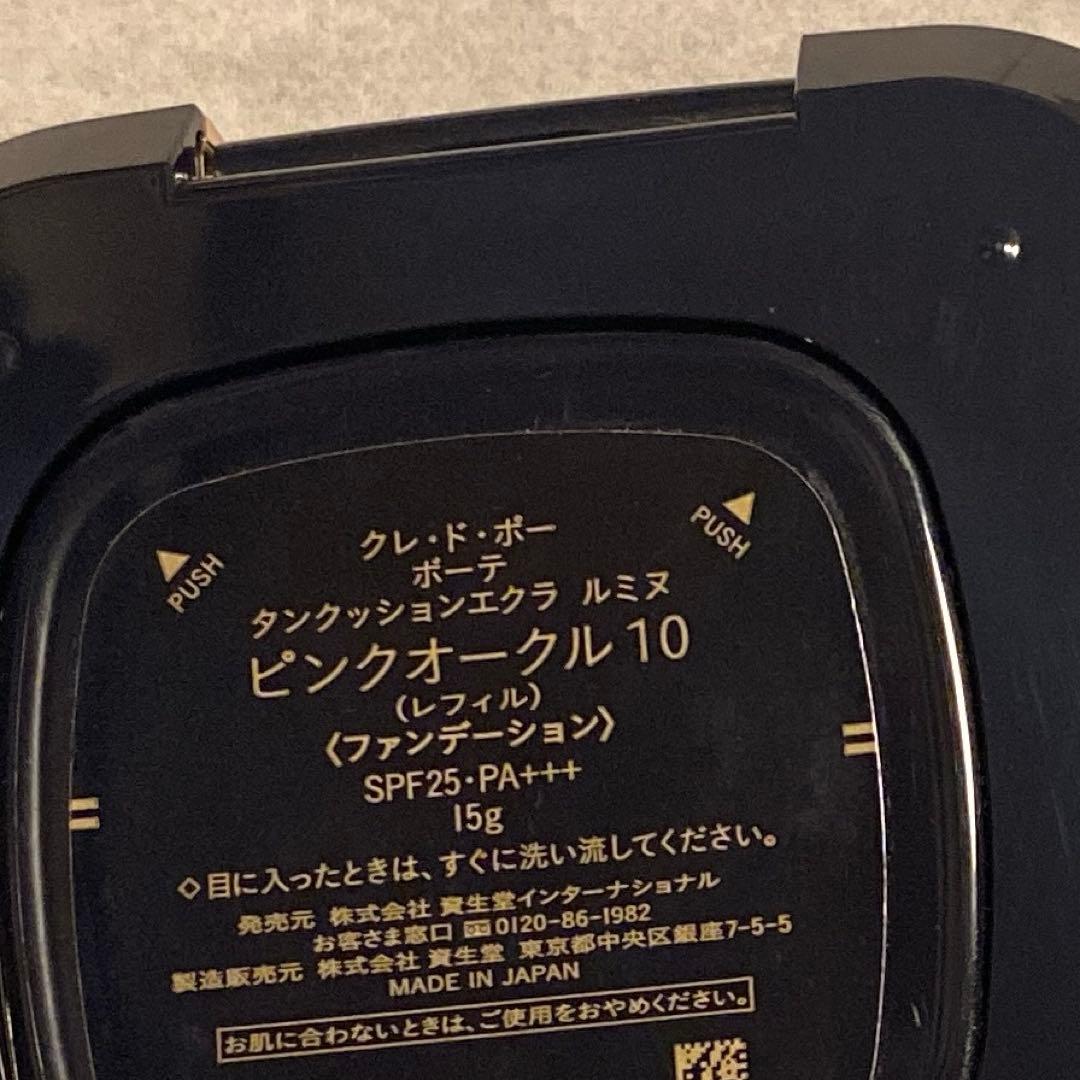 PUSH
PUSH
クレ・ド・ポー
ボーテ
タンクッションエクラ ルミヌ
ピンクオークル10
(レフィル)
〈ファンデーション〉
SPF25・PA+++
15g
◇目に入ったときは、すぐに洗い流してください。
発売元 株式会社 資生堂インターナショナル
お客さま窓口 0120-86-1982
製造販売元 株式会社 資生堂 東京都中央区銀座7-5-5
MADE IN JAPAN
お肌に合わないときは、ご使用をおやめください。